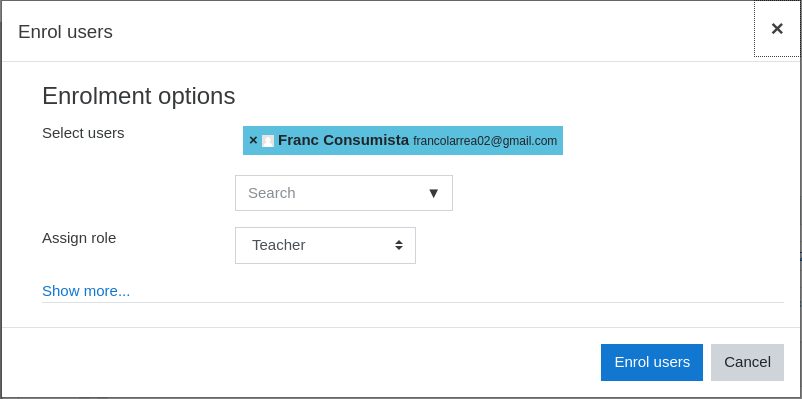 Enrol users
×
Enrolment options
Select users
× Franc Consumista francolarrea02@gmail.com
Search ▼
Assign role
Teacher
Show more...
Enrol users
Cancel